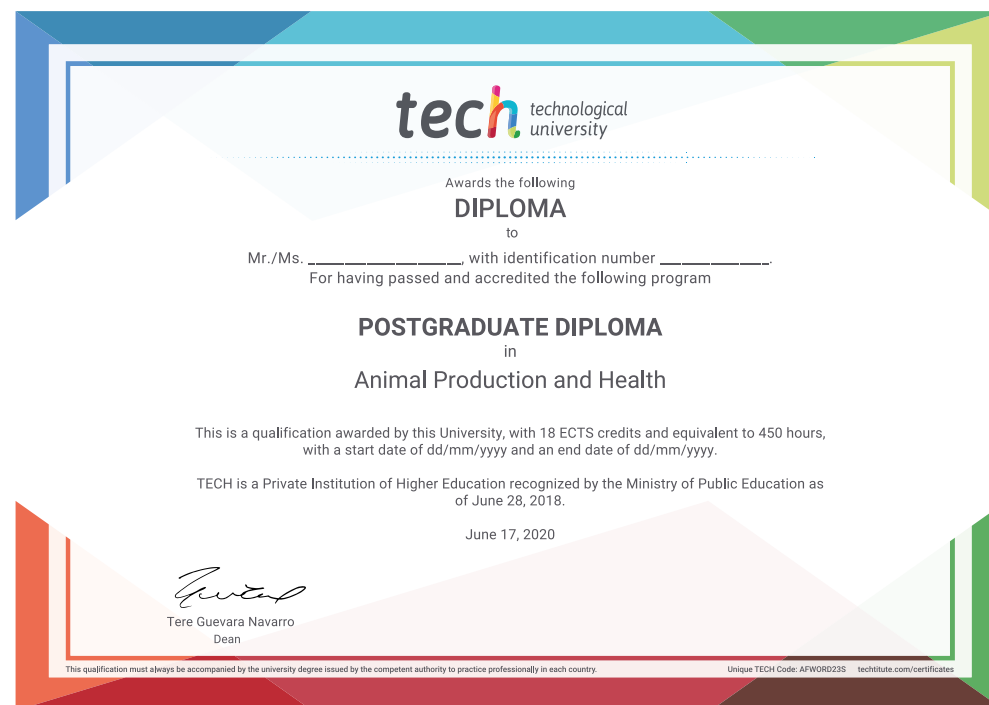 tech technological
university
Awards the following
DIPLOMA
to
Mr./Ms. ____________________, with identification number ______________.
For having passed and accredited the following program
POSTGRADUATE DIPLOMA
in
Animal Production and Health
This is a qualification awarded by this University, with 18 ECTS credits and equivalent to 450 hours,
with a start date of dd/mm/yyyy and an end date of dd/mm/yyyy.
TECH is a Private Institution of Higher Education recognized by the Ministry of Public Education as
of June 28, 2018.
June 17, 2020
Tere Guevara Navarro
Dean
This qualification must always be accompanied by the university degree issued by the competent authority to practice professionally in each country.
Unique TECH Code: AFWORD23S techtitute.com/certificates